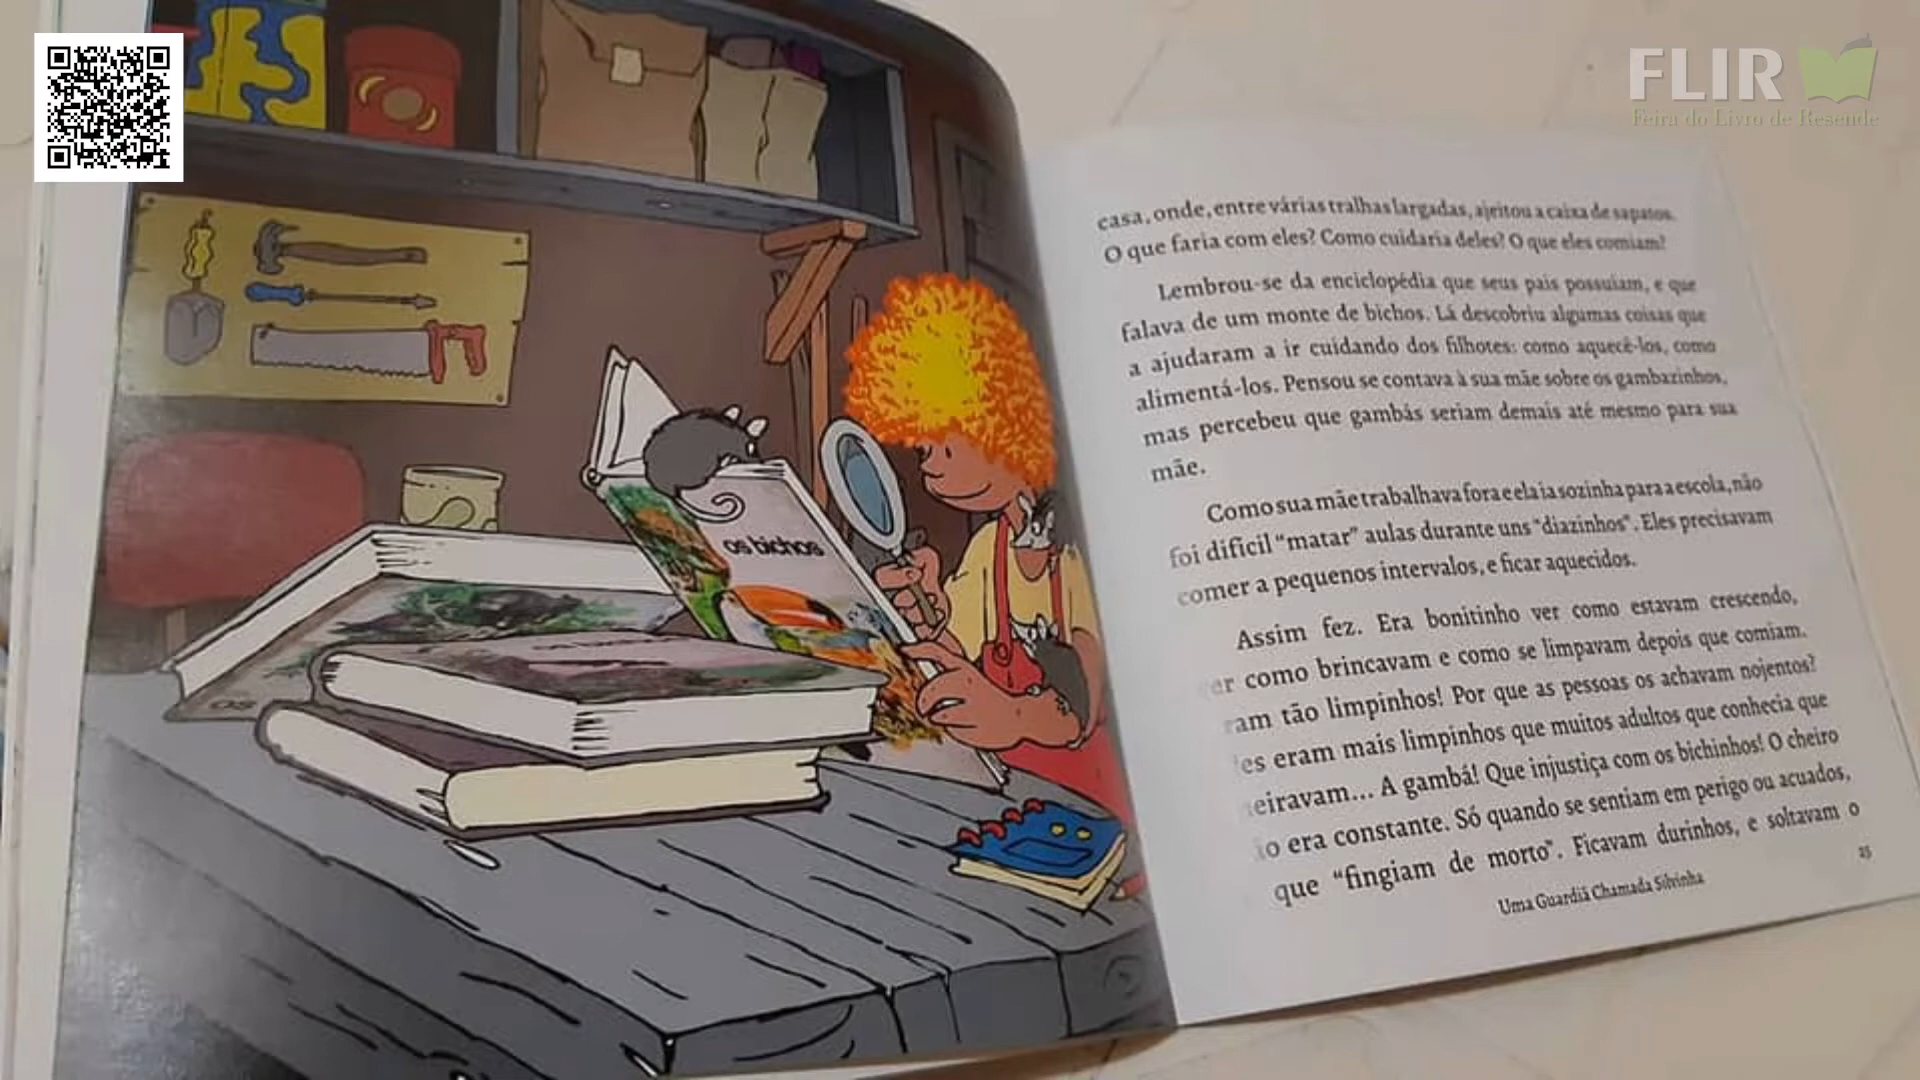 FLIR
Feira do Livro de Resende
os bichos
os
casa, onde, entre várias tralhas largadas, ajeitou a caixa de sapatos.
O que faria com eles? Como cuidaria deles? O que eles comiam?
Lembrou-se da enciclopédia que seus pais possuíam, e que
falava de um monte de bichos. Lá descobriu algumas coisas que
a ajudaram a ir cuidando dos filhotes: como aquecê-los, como
alimentá-los. Pensou se contava à sua mãe sobre os gambazinhos,
mas percebeu que gambás seriam demais até mesmo para sua
mãe.
Como sua mãe trabalhava fora e ela ia sozinha para a escola, não
foi difícil “matar” aulas durante uns “diazinhos”. Eles precisavam
comer a pequenos intervalos, e ficar aquecidos.
Assim fez. Era bonitinho ver como estavam crescendo,
er como brincavam e como se limpavam depois que comiam.
ram tão limpinhos! Por que as pessoas os achavam nojentos?
es eram mais limpinhos que muitos adultos que conhecia que
eiravam... A gambá! Que injustiça com os bichinhos! O cheiro
o era constante. Só quando se sentiam em perigo ou acuados,
que “fingiam de morto”. Ficavam durinhos, e soltavam o
25
Uma Guardiã Chamada Silvinha